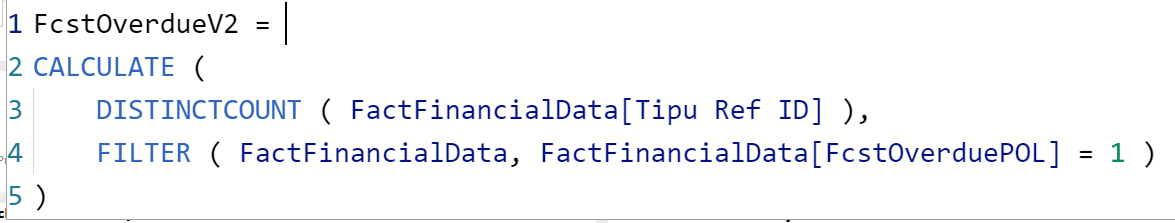 1 FcstOverdueV2 =
2 CALCULATE (
3     DISTINCTCOUNT ( FactFinancialData[Tipu Ref ID] ),
4     FILTER ( FactFinancialData, FactFinancialData[FcstOverduePOL] = 1 )
5 )